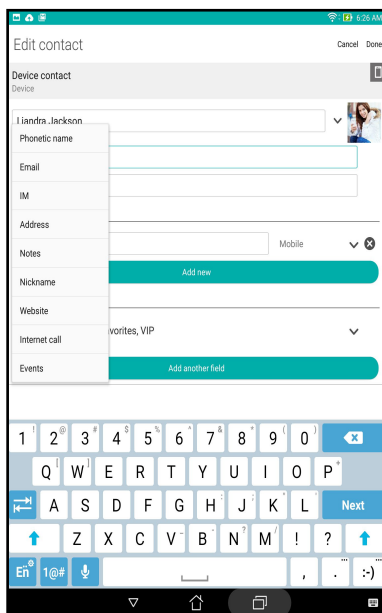 6:26 AM
Edit contact
Cancel Done
Device contact
Device
Liandra Jackson
Phonetic name
Email
IM
Address
Notes
Mobile
Add new
Nickname
Website
Internet call
vorites, VIP
Events
Add another field
1 ! 2 @ 3 # 4 $ 5 % 6 ^ 7 & 8 * 9 ( 0 )
Q [ W ] E R T Y U I O P +
A S D F G H : J ; K " L ' Next
Z X C V - B N ? M / ! ?
En 1@# , . ... :-) ...